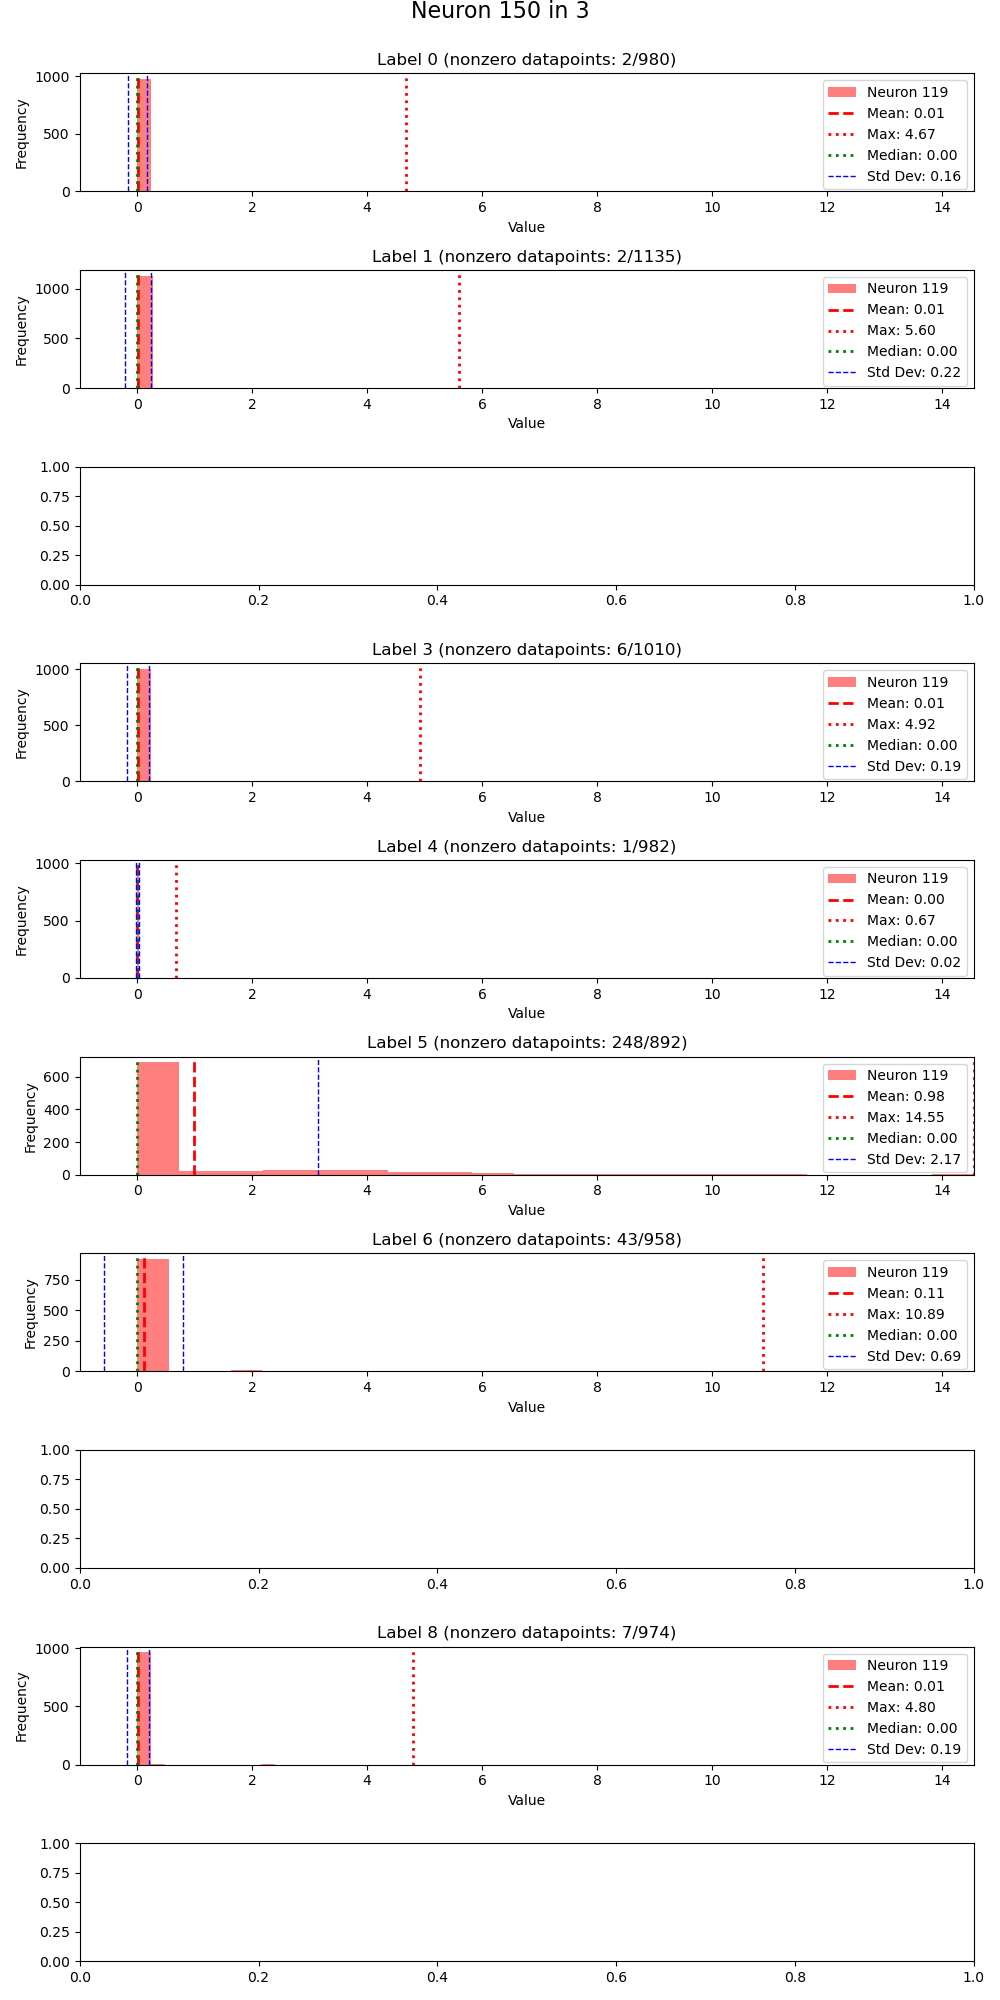 Neuron 150 in 3
Label 0 (nonzero datapoints: 2/980)
1000
500
0
Frequency
Neuron 119
Mean: 0.01
Max: 4.67
Median: 0.00
Std Dev: 0.16
0 2 4 6 8 10 12 14
Value
Label 1 (nonzero datapoints: 2/1135)
1000
500
0
Frequency
Neuron 119
Mean: 0.01
Max: 5.60
Median: 0.00
Std Dev: 0.22
0 2 4 6 8 10 12 14
Value
1.00
0.75
0.50
0.25
0.00
0.0 0.2 0.4 0.6 0.8 1.0
Label 3 (nonzero datapoints: 6/1010)
1000
500
0
Frequency
Neuron 119
Mean: 0.01
Max: 4.92
Median: 0.00
Std Dev: 0.19
0 2 4 6 8 10 12 14
Value
Label 4 (nonzero datapoints: 1/982)
1000
500
0
Frequency
Neuron 119
Mean: 0.00
Max: 0.67
Median: 0.00
Std Dev: 0.02
0 2 4 6 8 10 12 14
Value
Label 5 (nonzero datapoints: 248/892)
600
400
200
0
Frequency
Neuron 119
Mean: 0.98
Max: 14.55
Median: 0.00
Std Dev: 2.17
0 2 4 6 8 10 12 14
Value
Label 6 (nonzero datapoints: 43/958)
750
500
250
0
Frequency
Neuron 119
Mean: 0.11
Max: 10.89
Median: 0.00
Std Dev: 0.69
0 2 4 6 8 10 12 14
Value
1.00
0.75
0.50
0.25
0.00
0.0 0.2 0.4 0.6 0.8 1.0
Label 8 (nonzero datapoints: 7/974)
1000
500
0
Frequency
Neuron 119
Mean: 0.01
Max: 4.80
Median: 0.00
Std Dev: 0.19
0 2 4 6 8 10 12 14
Value
1.00
0.75
0.50
0.25
0.00
0.0 0.2 0.4 0.6 0.8 1.0